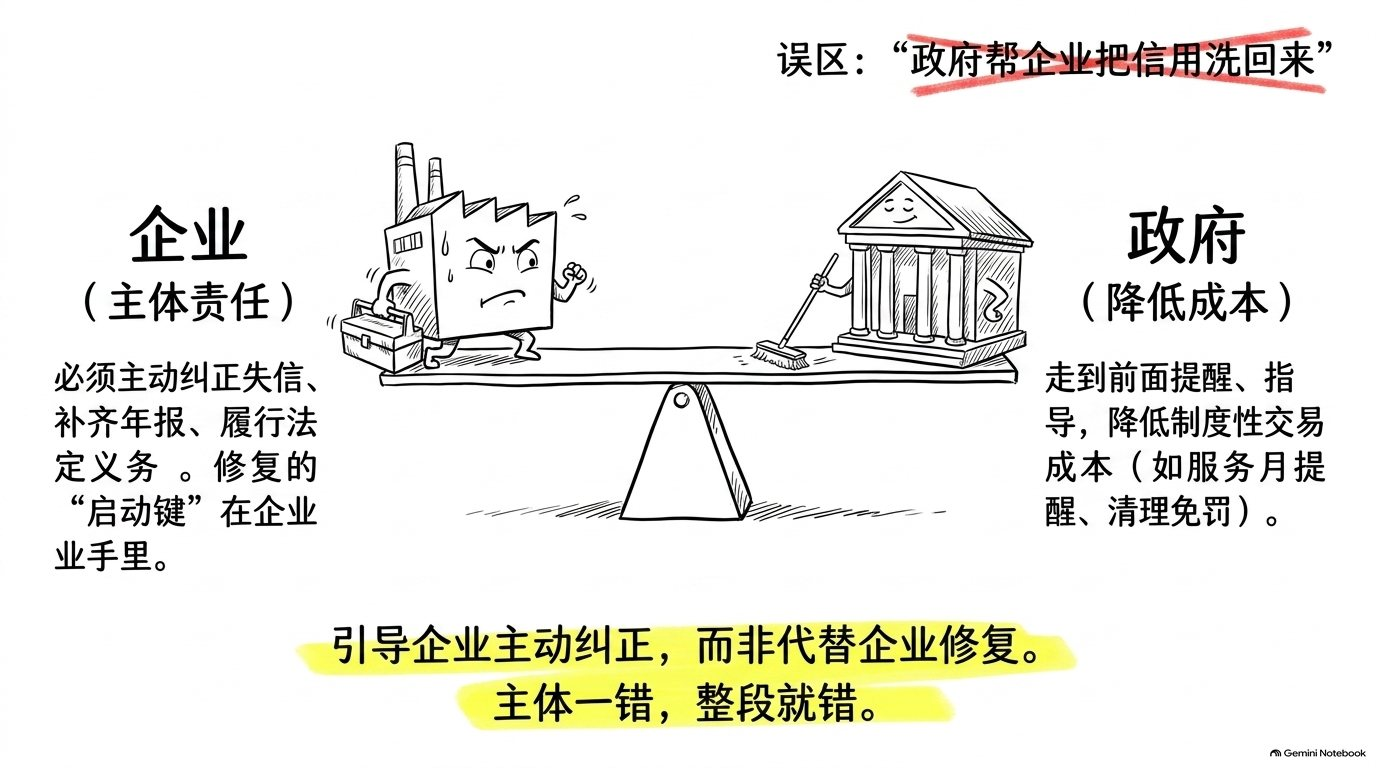 误区：“政府帮企业把信用洗回来”
企业
（主体责任）
必须主动纠正失信、
补齐年报、履行法
定义务 。修复的
“启动键”在企业
业手里。
政府
（降低成本）
走到前面提醒、指
导，降低制度性交易
成本（如服务月提
醒、清理免罚）。
引导企业主动纠正，而非代替企业修复。
主体一错，整段就错。
Gemini Notebook